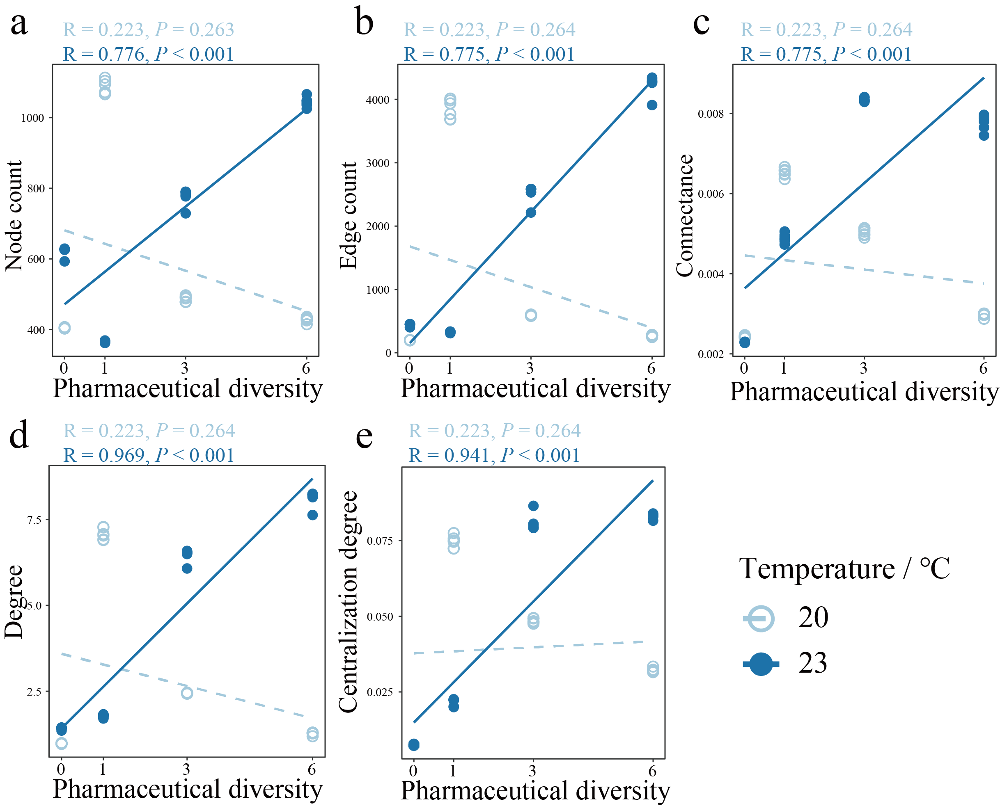 a
R = 0.223, P = 0.263
R = 0.776, P < 0.001
Node count
1000
800
600
400
0 1 3 6
Pharmaceutical diversity
b
R = 0.223, P = 0.264
R = 0.775, P < 0.001
Edge count
4000
3000
2000
1000
0
0 1 3 6
Pharmaceutical diversity
c
R = 0.223, P = 0.264
R = 0.775, P < 0.001
Connectance
0.008
0.006
0.004
0.002
0 1 3 6
Pharmaceutical diversity
d
R = 0.223, P = 0.264
R = 0.969, P < 0.001
Degree
7.5
5.0
2.5
0 1 3 6
Pharmaceutical diversity
e
R = 0.223, P = 0.264
R = 0.941, P < 0.001
Centralization degree
0.075
0.050
0.025
0 1 3 6
Pharmaceutical diversity
Temperature / °C
20
23